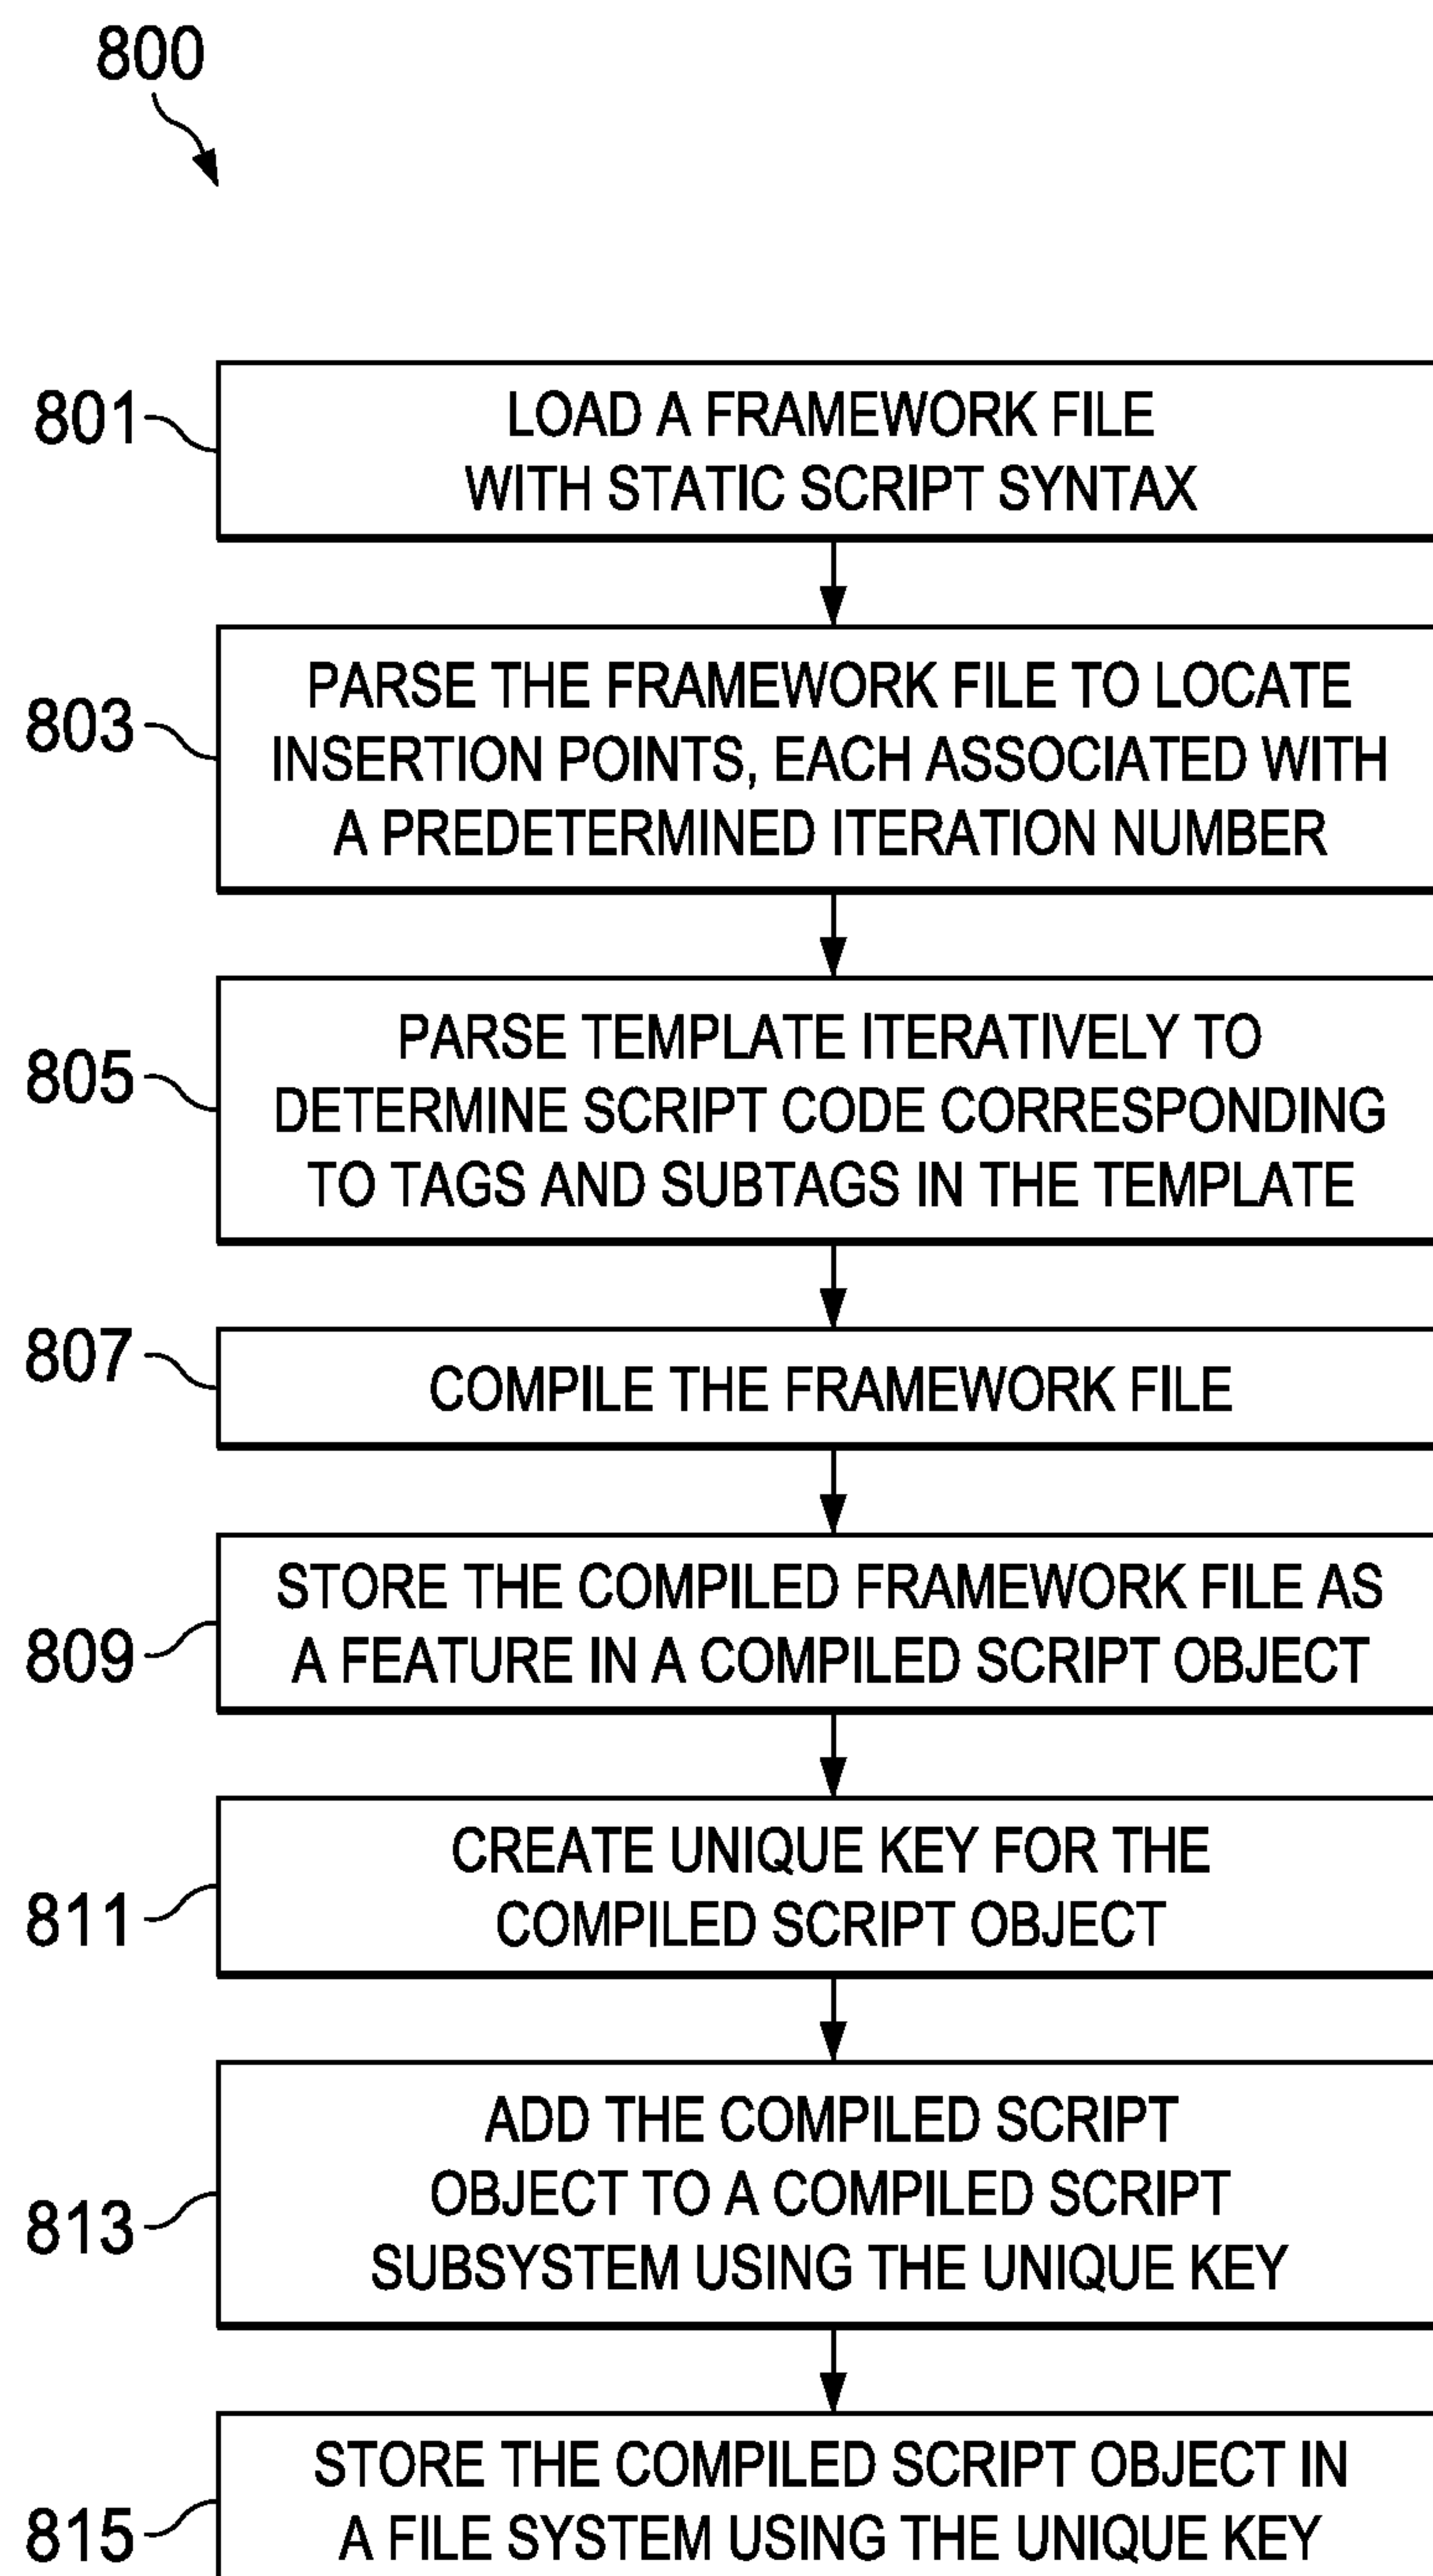 800
801
LOAD A FRAMEWORK FILE
WITH STATIC SCRIPT SYNTAX
803
PARSE THE FRAMEWORK FILE TO LOCATE
INSERTION POINTS, EACH ASSOCIATED WITH
A PREDETERMINED ITERATION NUMBER
805
PARSE TEMPLATE ITERATIVELY TO
DETERMINE SCRIPT CODE CORRESPONDING
TO TAGS AND SUBTAGS IN THE TEMPLATE
807
COMPILE THE FRAMEWORK FILE
809
STORE THE COMPILED FRAMEWORK FILE AS
A FEATURE IN A COMPILED SCRIPT OBJECT
811
CREATE UNIQUE KEY FOR THE
COMPILED SCRIPT OBJECT
813
ADD THE COMPILED SCRIPT
OBJECT TO A COMPILED SCRIPT
SUBSYSTEM USING THE UNIQUE KEY
815
STORE THE COMPILED SCRIPT OBJECT IN
A FILE SYSTEM USING THE UNIQUE KEY